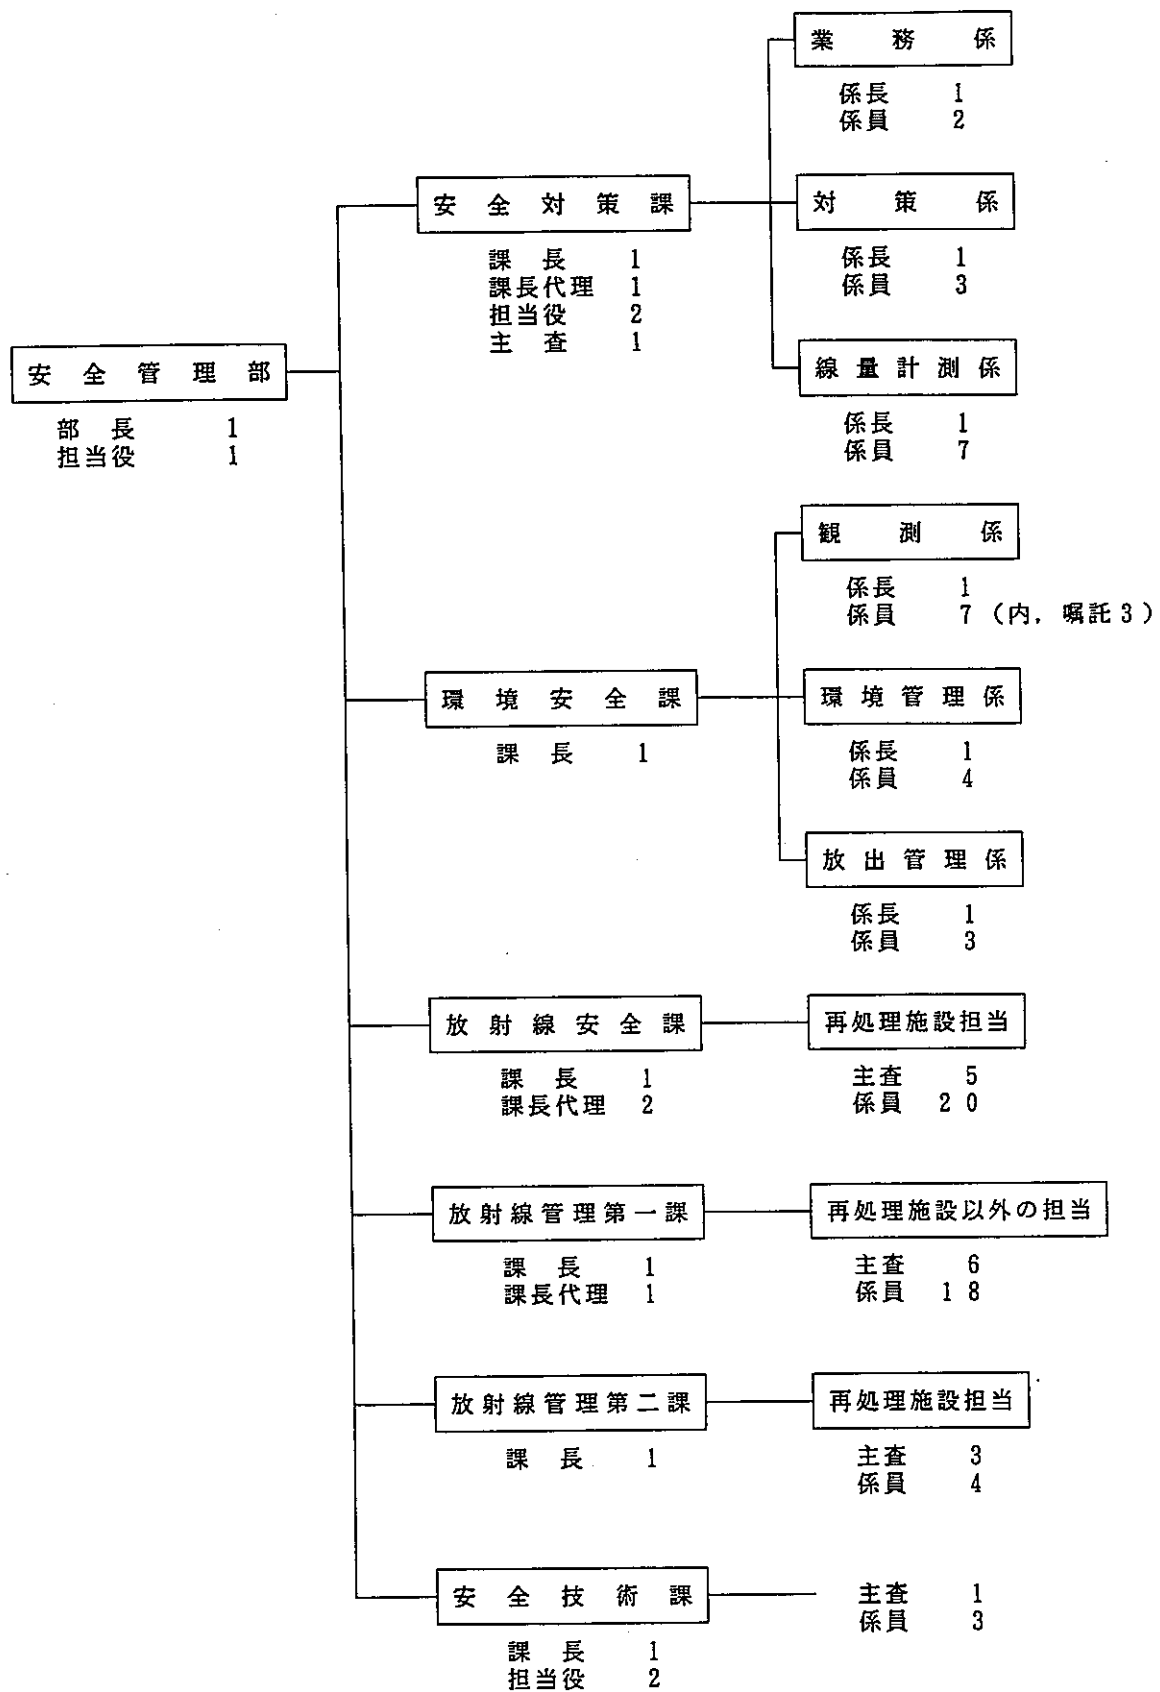 安全管理部
部長 1
担当役 1
安全対策課
課長 1
課長代理 1
担当役 2
主査 1
業務係
係長 1
係員 2
対策係
係長 1
係員 3
線量計測係
係長 1
係員 7
環境安全課
課長 1
観測係
係長 1
係員 7 (内, 嘱託3)
環境管理係
係長 1
係員 4
放出管理係
係長 1
係員 3
放射線安全課
課長 1
課長代理 2
再処理施設担当
主査 5
係員 20
放射線管理第一課
課長 1
課長代理 1
再処理施設以外の担当
主査 6
係員 18
放射線管理第二課
課長 1
再処理施設担当
主査 3
係員 4
安全技術課
課長 1
担当役 2
主査 1
係員 3